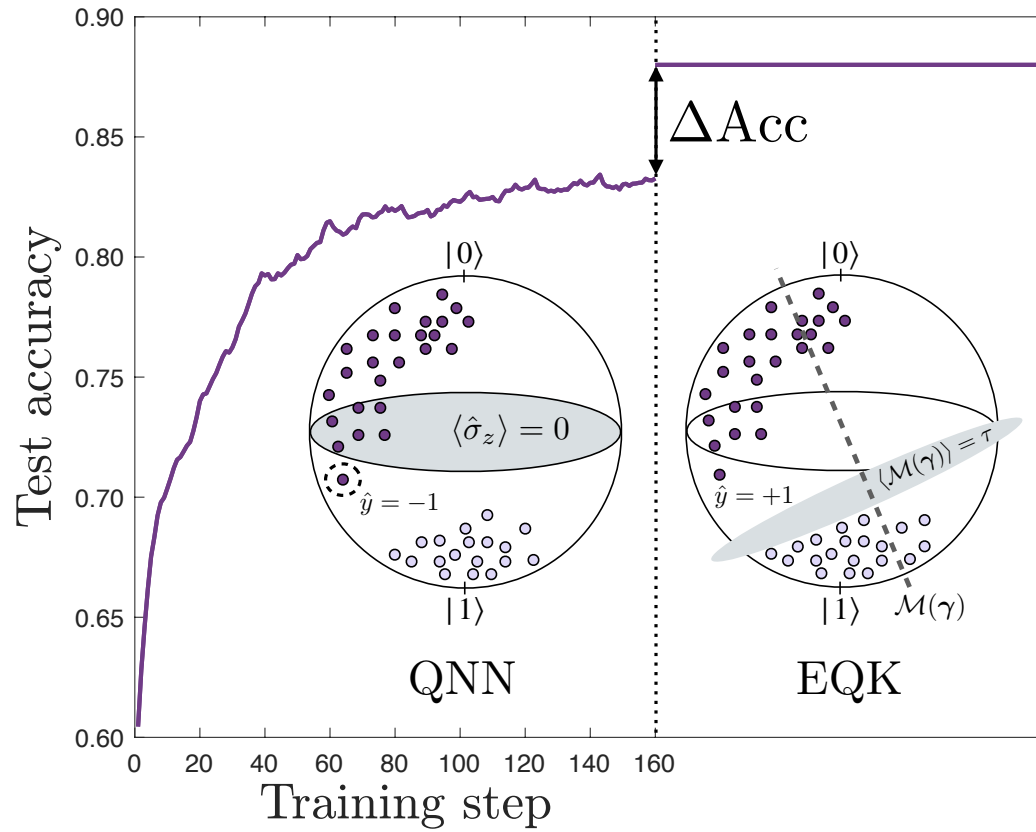 0.90
0.85
0.80
0.75
0.70
0.65
0.60
Test accuracy
0 20 40 60 80 100 120 140 160
Training step
ΔAcc
|0⟩
⟨σ̂_z⟩ = 0
ŷ = −1
|1⟩
QNN
|0⟩
⟨ℳ(γ)⟩ = τ
ŷ = +1
|1⟩
ℳ(γ)
EQK